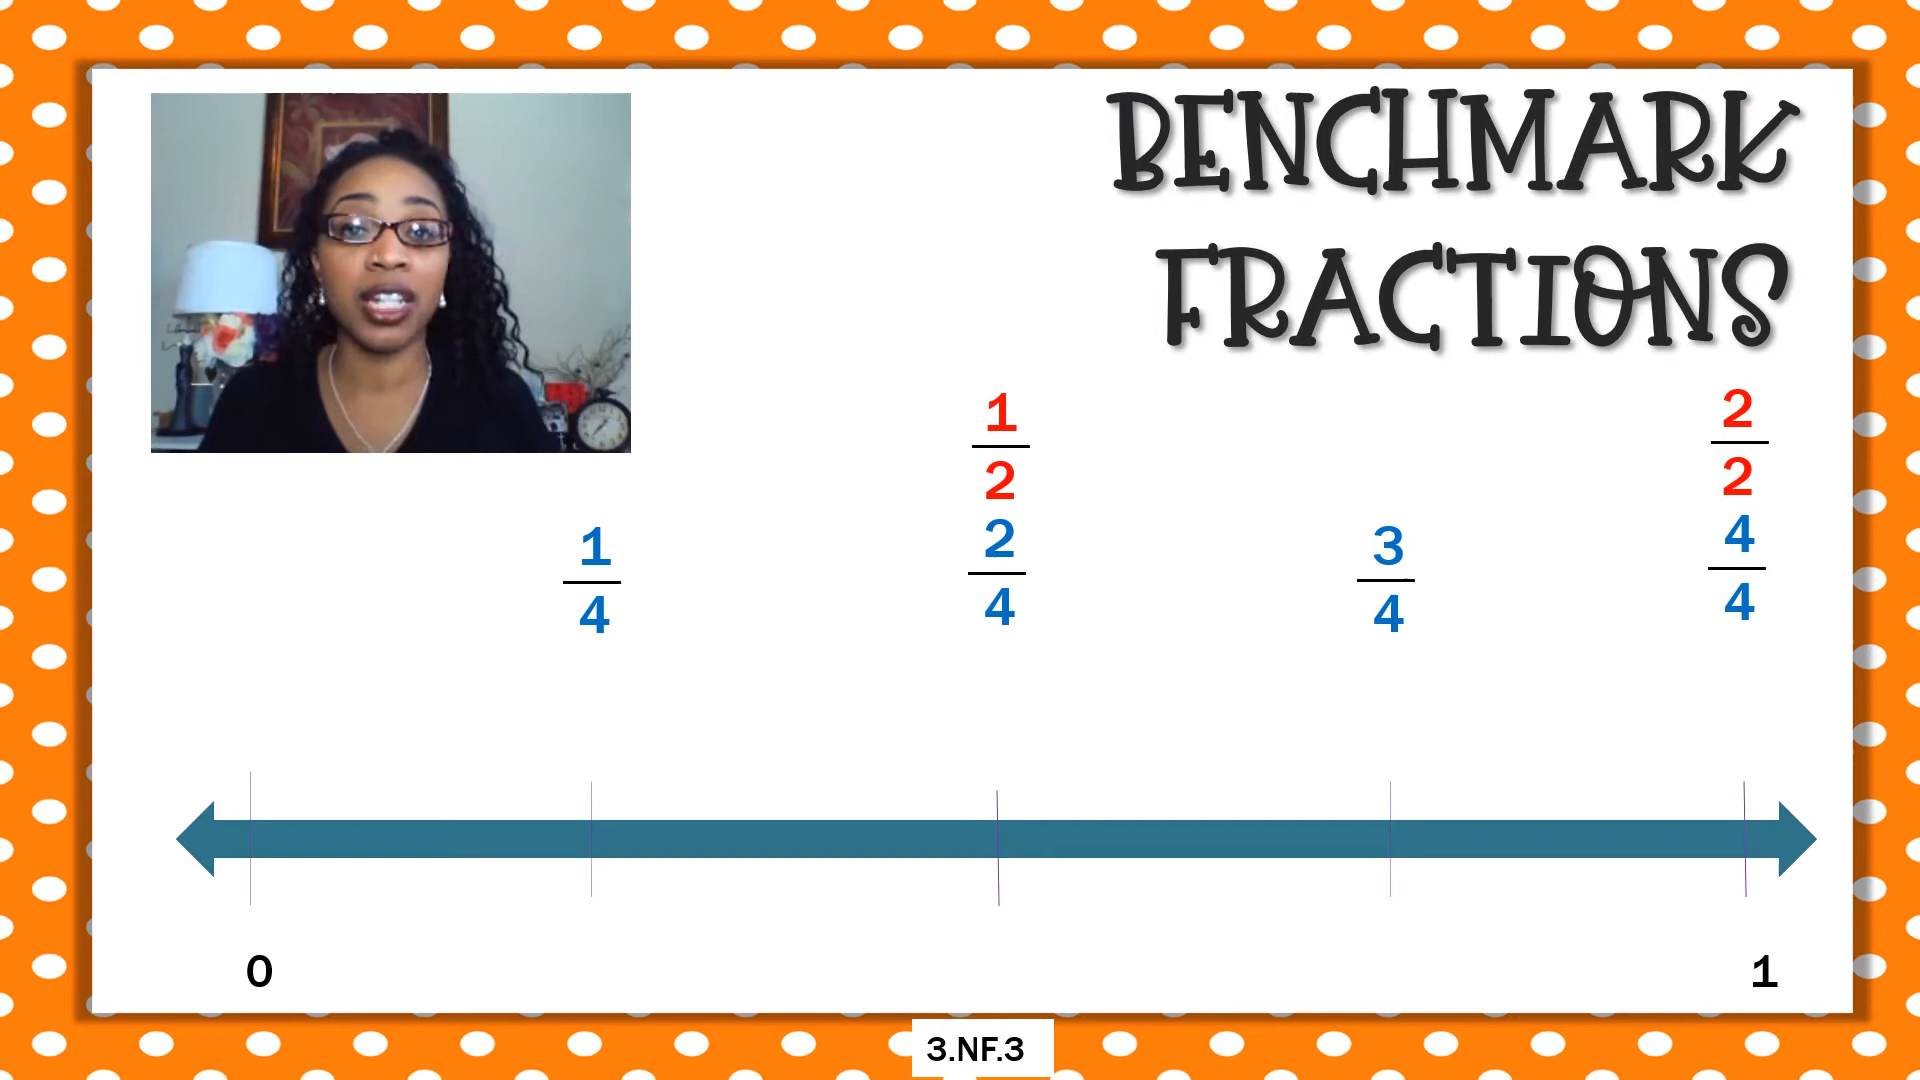 BENCHMARK
FRACTIONS
1/2
2/2
1/4
2/4
3/4
4/4
0
1
3.NF.3